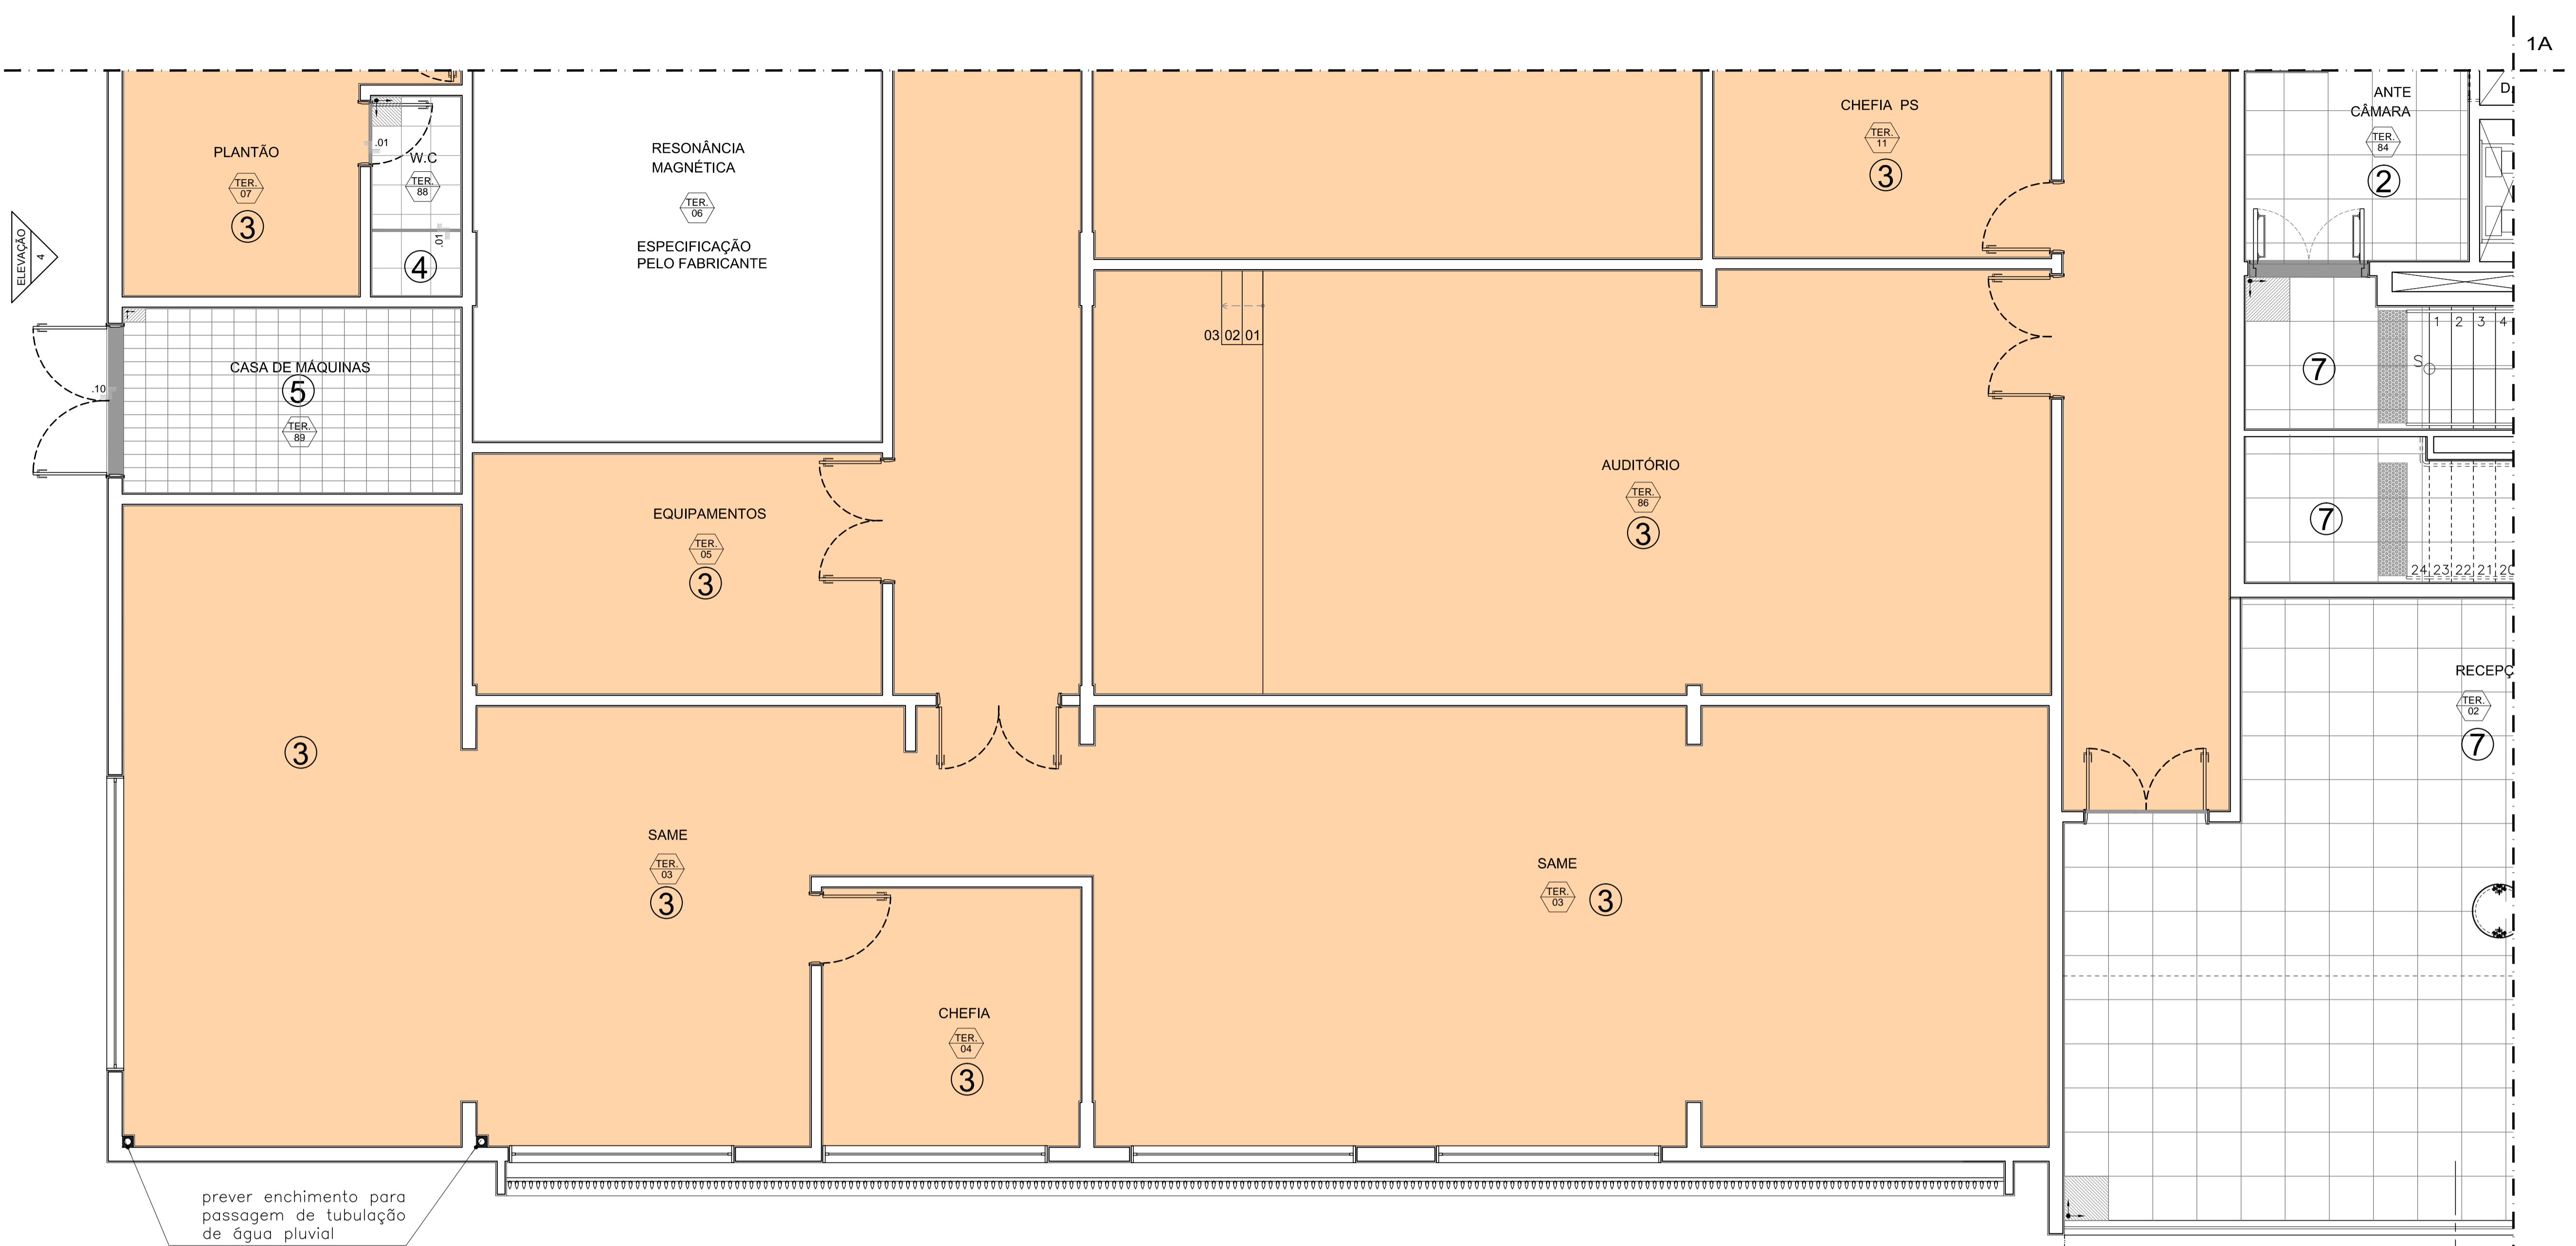 1A
PLANTÃO
TER.
07
3
.01
W.C
TER.
88
.01
4
RESONÂNCIA
MAGNÉTICA
TER.
06
ESPECIFICAÇÃO
PELO FABRICANTE
CHEFIA PS
TER.
11
3
ANTE
CÂMARA
TER.
84
2
D
ELEVAÇÃO
4
.10
CASA DE MÁQUINAS
5
TER.
89
03 02 01
1 2 3 4
S
7
AUDITÓRIO
TER.
86
3
EQUIPAMENTOS
TER.
05
3
7
24 23 22 21 20
RECEPÇ
TER.
02
7
3
SAME
TER.
03
3
SAME
TER.
03
3
CHEFIA
TER.
04
3
prever enchimento para
passagem de tubulação
de água pluvial